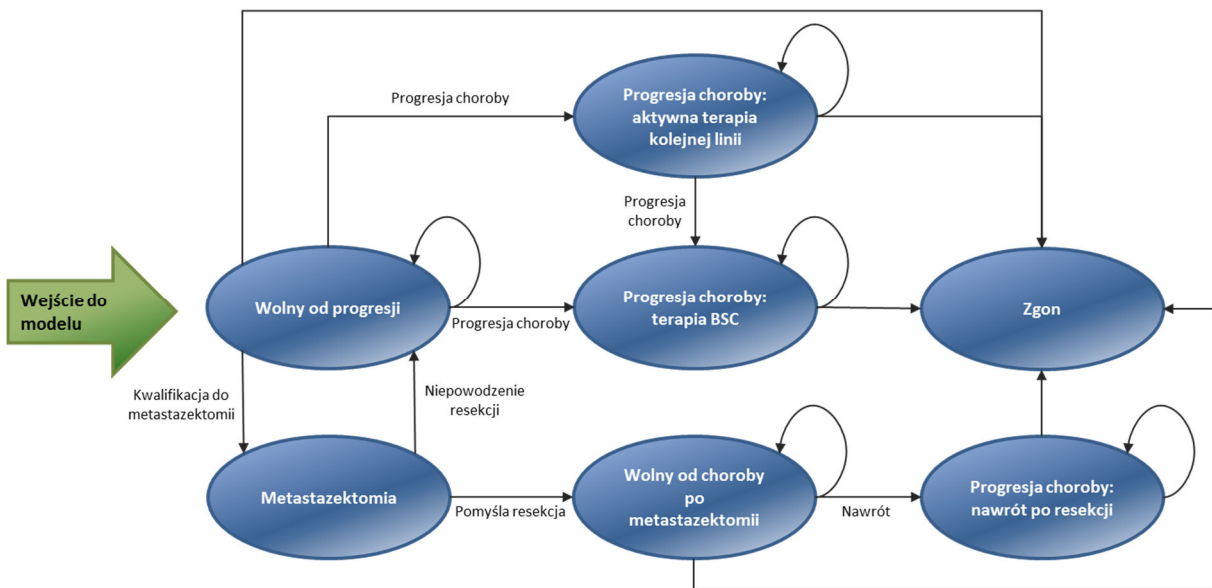 Progresja choroby
Progresja choroby:
aktywna terapia
kolejnej linii
Progresja
choroby
Wejście do
modelu
Wolny od progresji
Progresja choroby
Progresja choroby:
terapia BSC
Zgon
Kwalifikacja do
metastazektomii
Niepowodzenie
resekcji
Metastazektomia
Pomyśla resekcja
Wolny od choroby
po
metastazektomii
Nawrót
Progresja choroby:
nawrót po resekcji